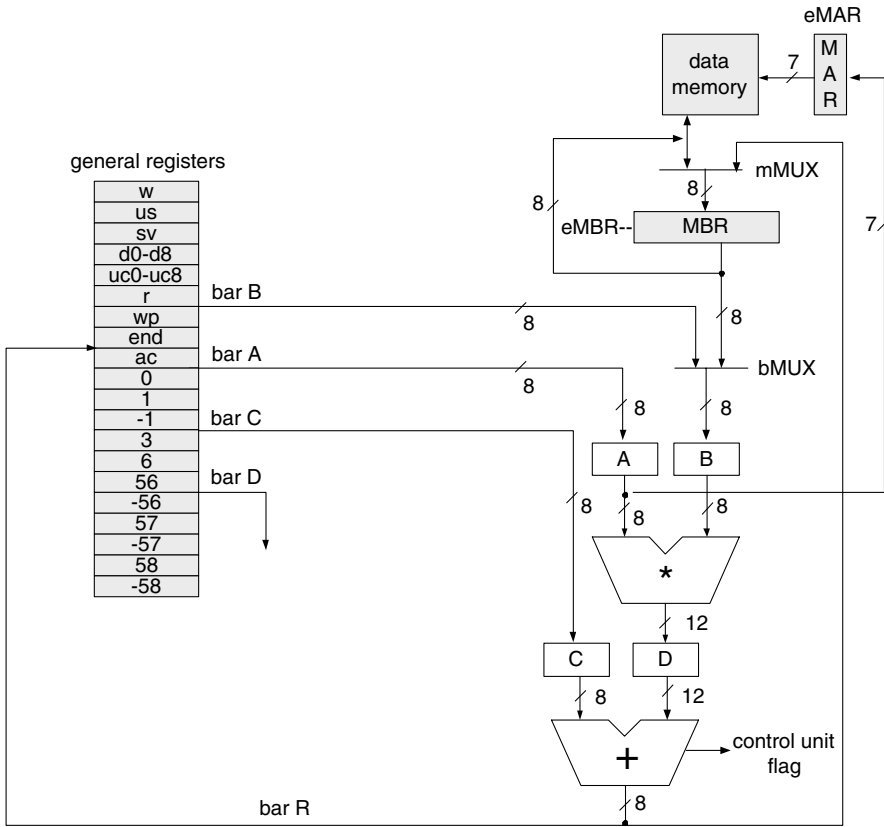 eMAR
data
memory
7
M
A
R
general registers
w
us
sv
d0-d8
uc0-uc8
r
wp
end
ac
0
1
-1
3
6
56
-56
57
-57
58
-58
mMUX
8
8
eMBR--
MBR
7
bar B
8
8
bar A
8
bMUX
8
8
bar C
A
B
bar D
8
8
8
*
12
C
D
8
12
+
control unit
flag
bar R
8